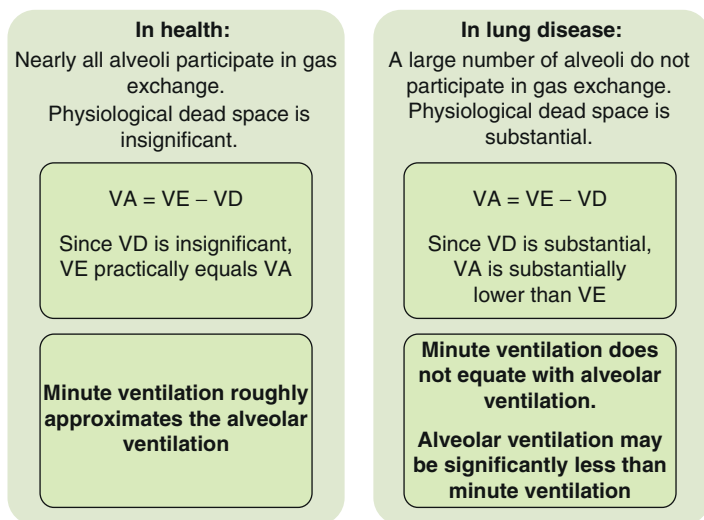 In health:
Nearly all alveoli participate in gas
exchange.
Physiological dead space is
insignificant.
VA = VE – VD
Since VD is insignificant,
VE practically equals VA
Minute ventilation roughly
approximates the alveolar
ventilation
In lung disease:
A large number of alveoli do not
participate in gas exchange.
Physiological dead space is
substantial.
VA = VE – VD
Since VD is substantial,
VA is substantially
lower than VE
Minute ventilation does
not equate with alveolar
ventilation.
Alveolar ventilation may
be significantly less than
minute ventilation